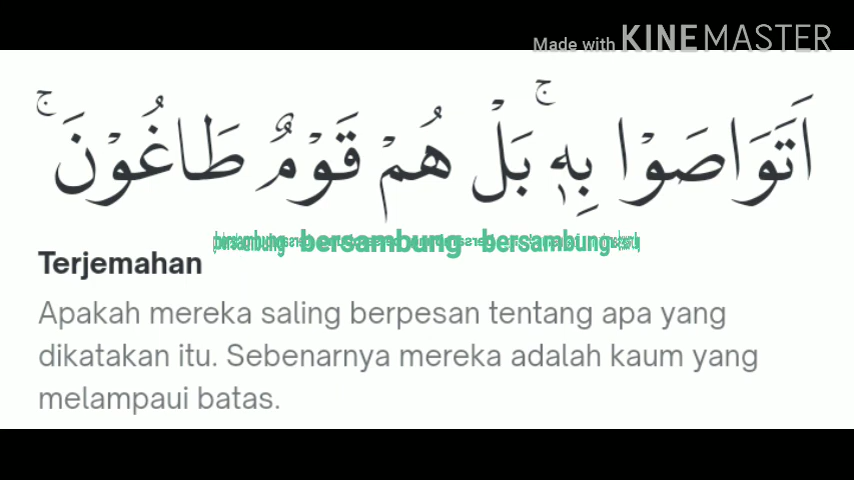 Made with KINEMASTER
اَتَوَاصَوْا بِهٖۚ بَلْ هُمْ قَوْمٌ طَاغُوْنَۚ
bersambung bersambung bersambung
Terjemahan
Apakah mereka saling berpesan tentang apa yang
dikatakan itu. Sebenarnya mereka adalah kaum yang
melampaui batas.